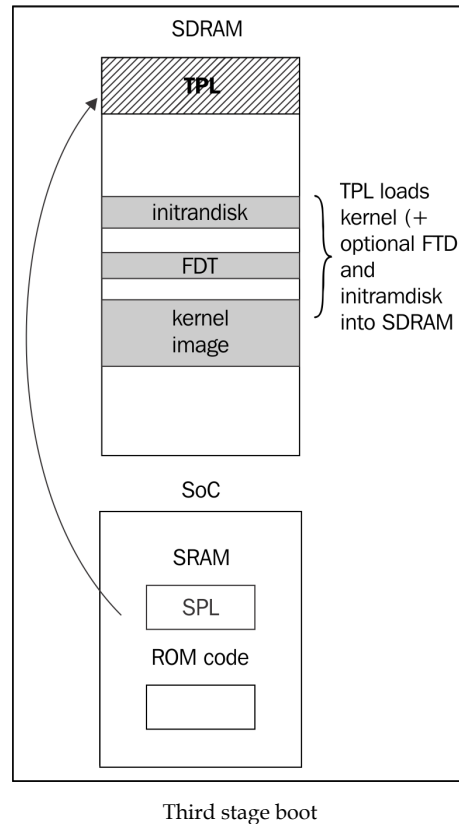 SDRAM
TPL
initrandisk
FDT
kernel
image
TPL loads
kernel (+
optional FTD
and
initramdisk
into SDRAM
SoC
SRAM
SPL
ROM code
Third stage boot